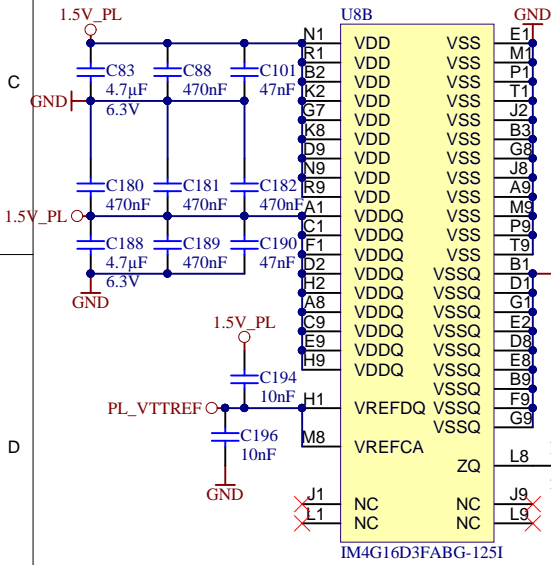 1.5V_PL
U8B
GND
N1 VDD VSS E1
R1 VDD VSS M1
B2 VDD VSS P1
K2 VDD VSS T1
G7 VDD VSS J2
K8 VDD VSS B3
D9 VDD VSS G8
N9 VDD VSS J8
R9 VDD VSS A9
A1 VDDQ VSS M9
C1 VDDQ VSS P9
F1 VDDQ VSS T9
D2 VDDQ VSSQ B1
H2 VDDQ VSSQ D1
A8 VDDQ VSSQ G1
C9 VDDQ VSSQ E2
E9 VDDQ VSSQ D8
H9 VDDQ VSSQ E8
VSSQ B9
H1 VREFDQ VSSQ F9
VSSQ G9
M8 VREFCA
ZQ L8
J1 NC NC J9
L1 NC NC L9
IM4G16D3FABG-125I
C
C83
4.7µF
6.3V
C88
470nF
C101
47nF
GND
C180
470nF
C181
470nF
C182
470nF
1.5V_PL
C188
4.7µF
6.3V
C189
470nF
C190
47nF
GND
1.5V_PL
C194
10nF
PL_VTTREF
C196
10nF
GND
D